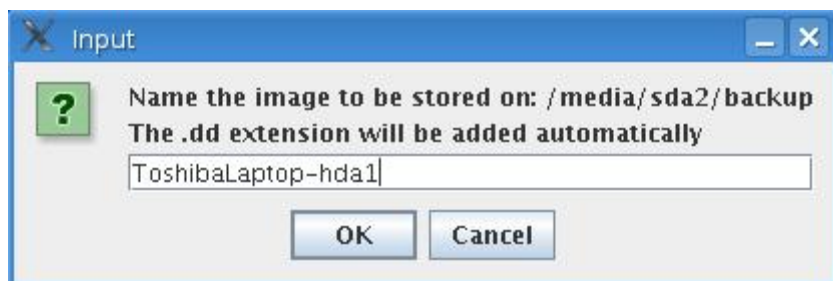 Input
Name the image to be stored on: /media/sda2/backup
The .dd extension will be added automatically
ToshibaLaptop-hda1
OK Cancel